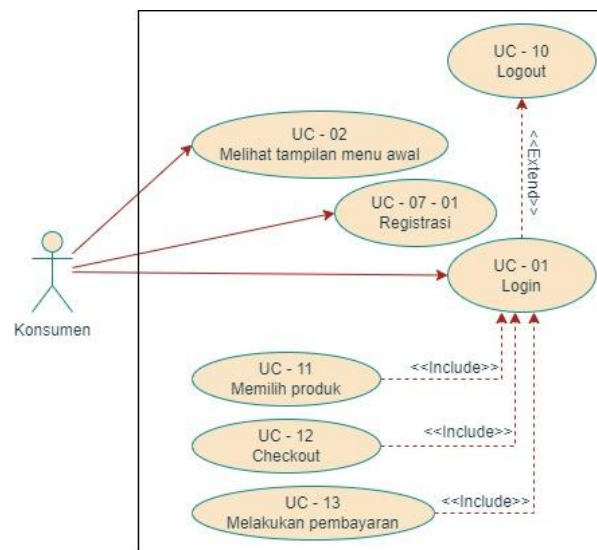 UC - 10
Logout
<<Extend>>
UC - 02
Melihat tampilan menu awal
UC - 07 - 01
Registrasi
UC - 01
Login
Konsumen
UC - 11
Memilih produk
<<Include>>
UC - 12
Checkout
<<Include>>
UC - 13
Melakukan pembayaran
<<Include>>